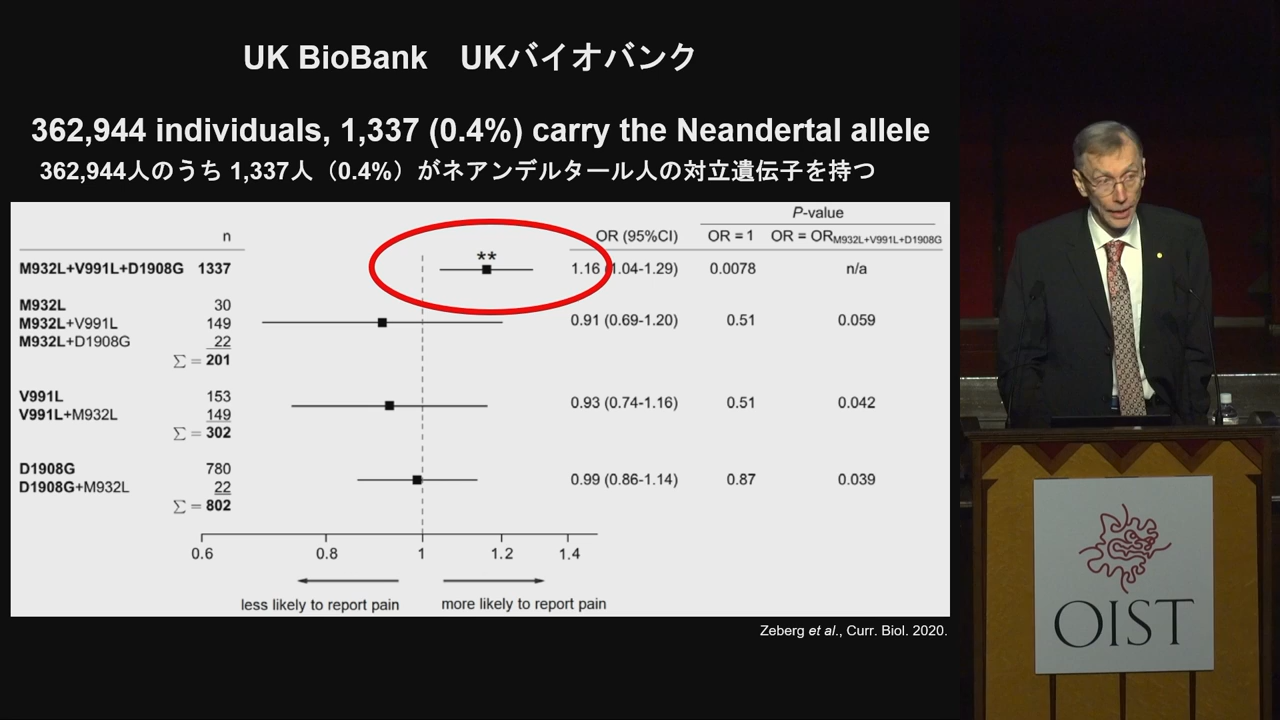 UK BioBank　UKバイオバンク
362,944 individuals, 1,337 (0.4%) carry the Neandertal allele
362,944人のうち 1,337人（0.4%）がネアンデルタール人の対立遺伝子を持つ
P-value
n OR (95%CI) OR = 1 OR = ORM932L+V991L+D1908G
**
M932L+V991L+D1908G 1337 1.16 (1.04-1.29) 0.0078 n/a
M932L 30
M932L+V991L 149 0.91 (0.69-1.20) 0.51 0.059
M932L+D1908G 22
∑ = 201
V991L 153
V991L+M932L 149 0.93 (0.74-1.16) 0.51 0.042
∑ = 302
D1908G 780
D1908G+M932L 22 0.99 (0.86-1.14) 0.87 0.039
∑ = 802
0.6 0.8 1 1.2 1.4
less likely to report pain more likely to report pain
Zeberg et al., Curr. Biol. 2020.
OIST